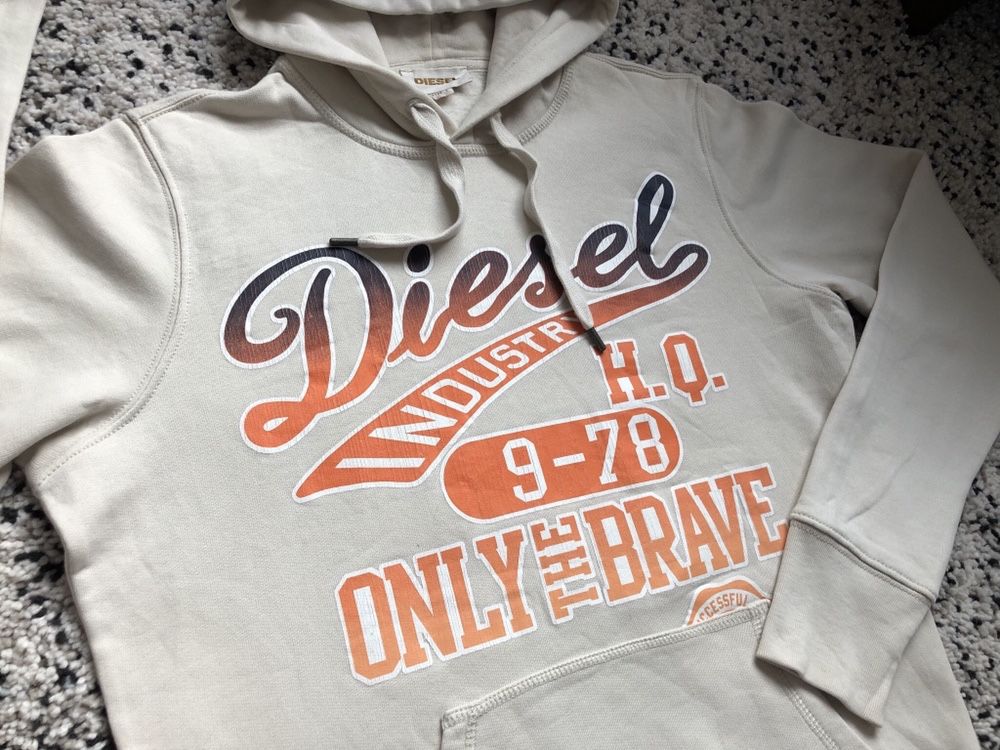 DIESEL
Diesel
INDUSTRY
H.Q.
9-78
ONLY THE BRAVE